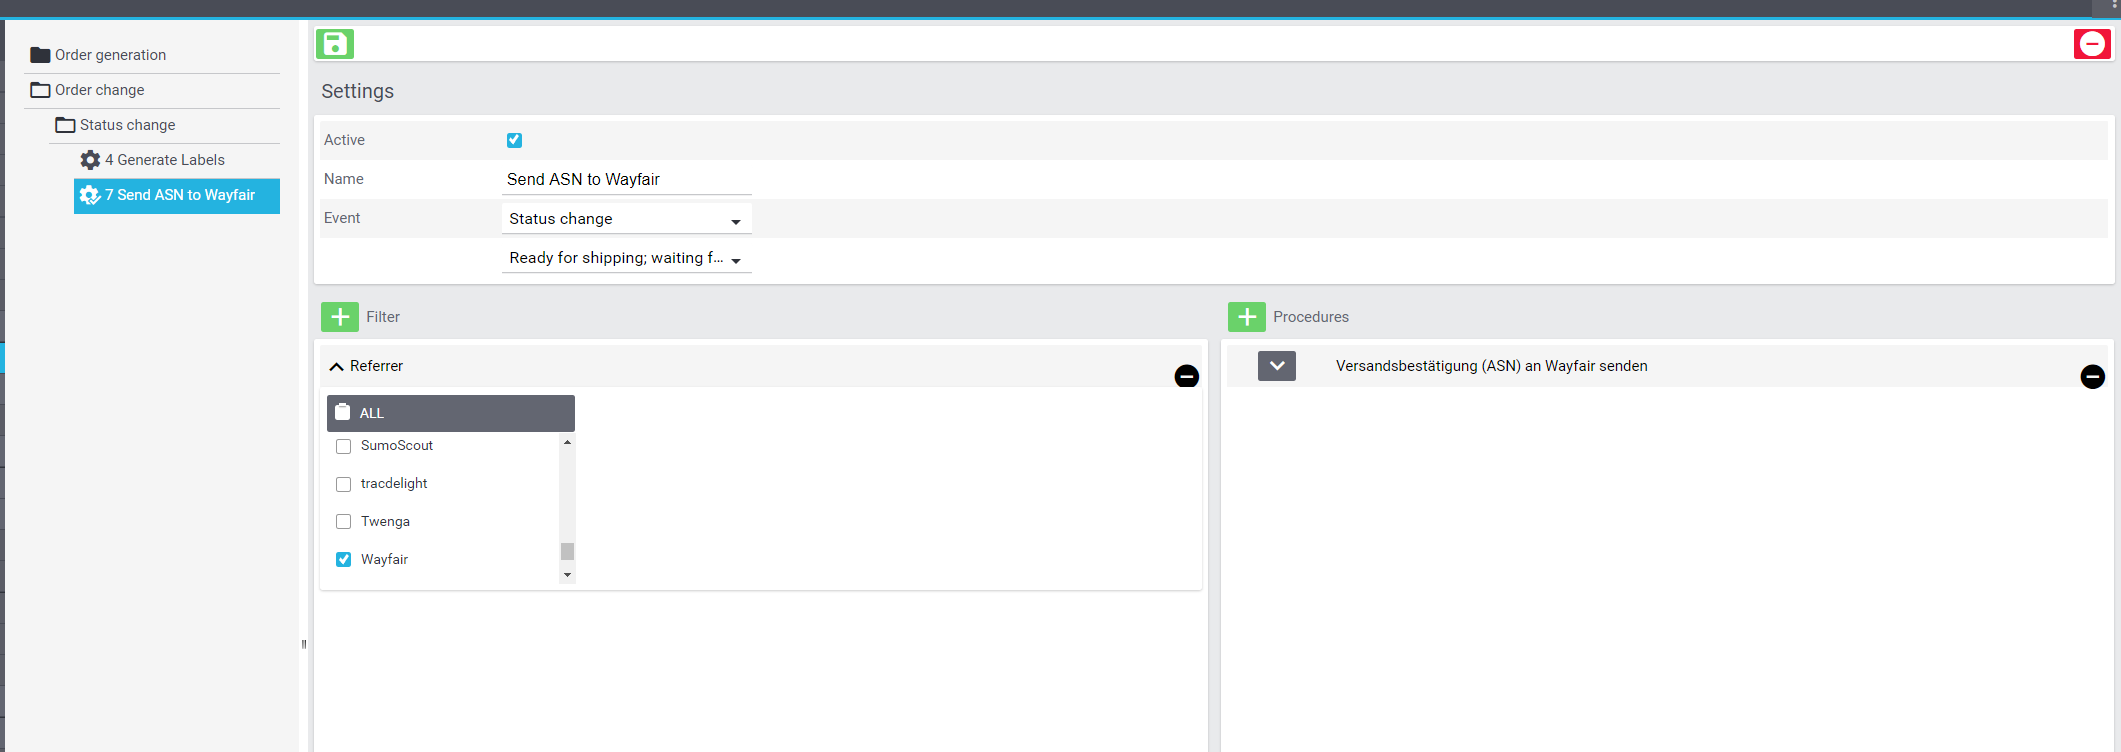 Order generation
Order change
Status change
4 Generate Labels
7 Send ASN to Wayfair
Settings
Active
Name
Send ASN to Wayfair
Event
Status change
Ready for shipping; waiting f...
Filter
Referrer
ALL
SumoScout
tracdelight
Twenga
Wayfair
Procedures
Versandsbestätigung (ASN) an Wayfair senden